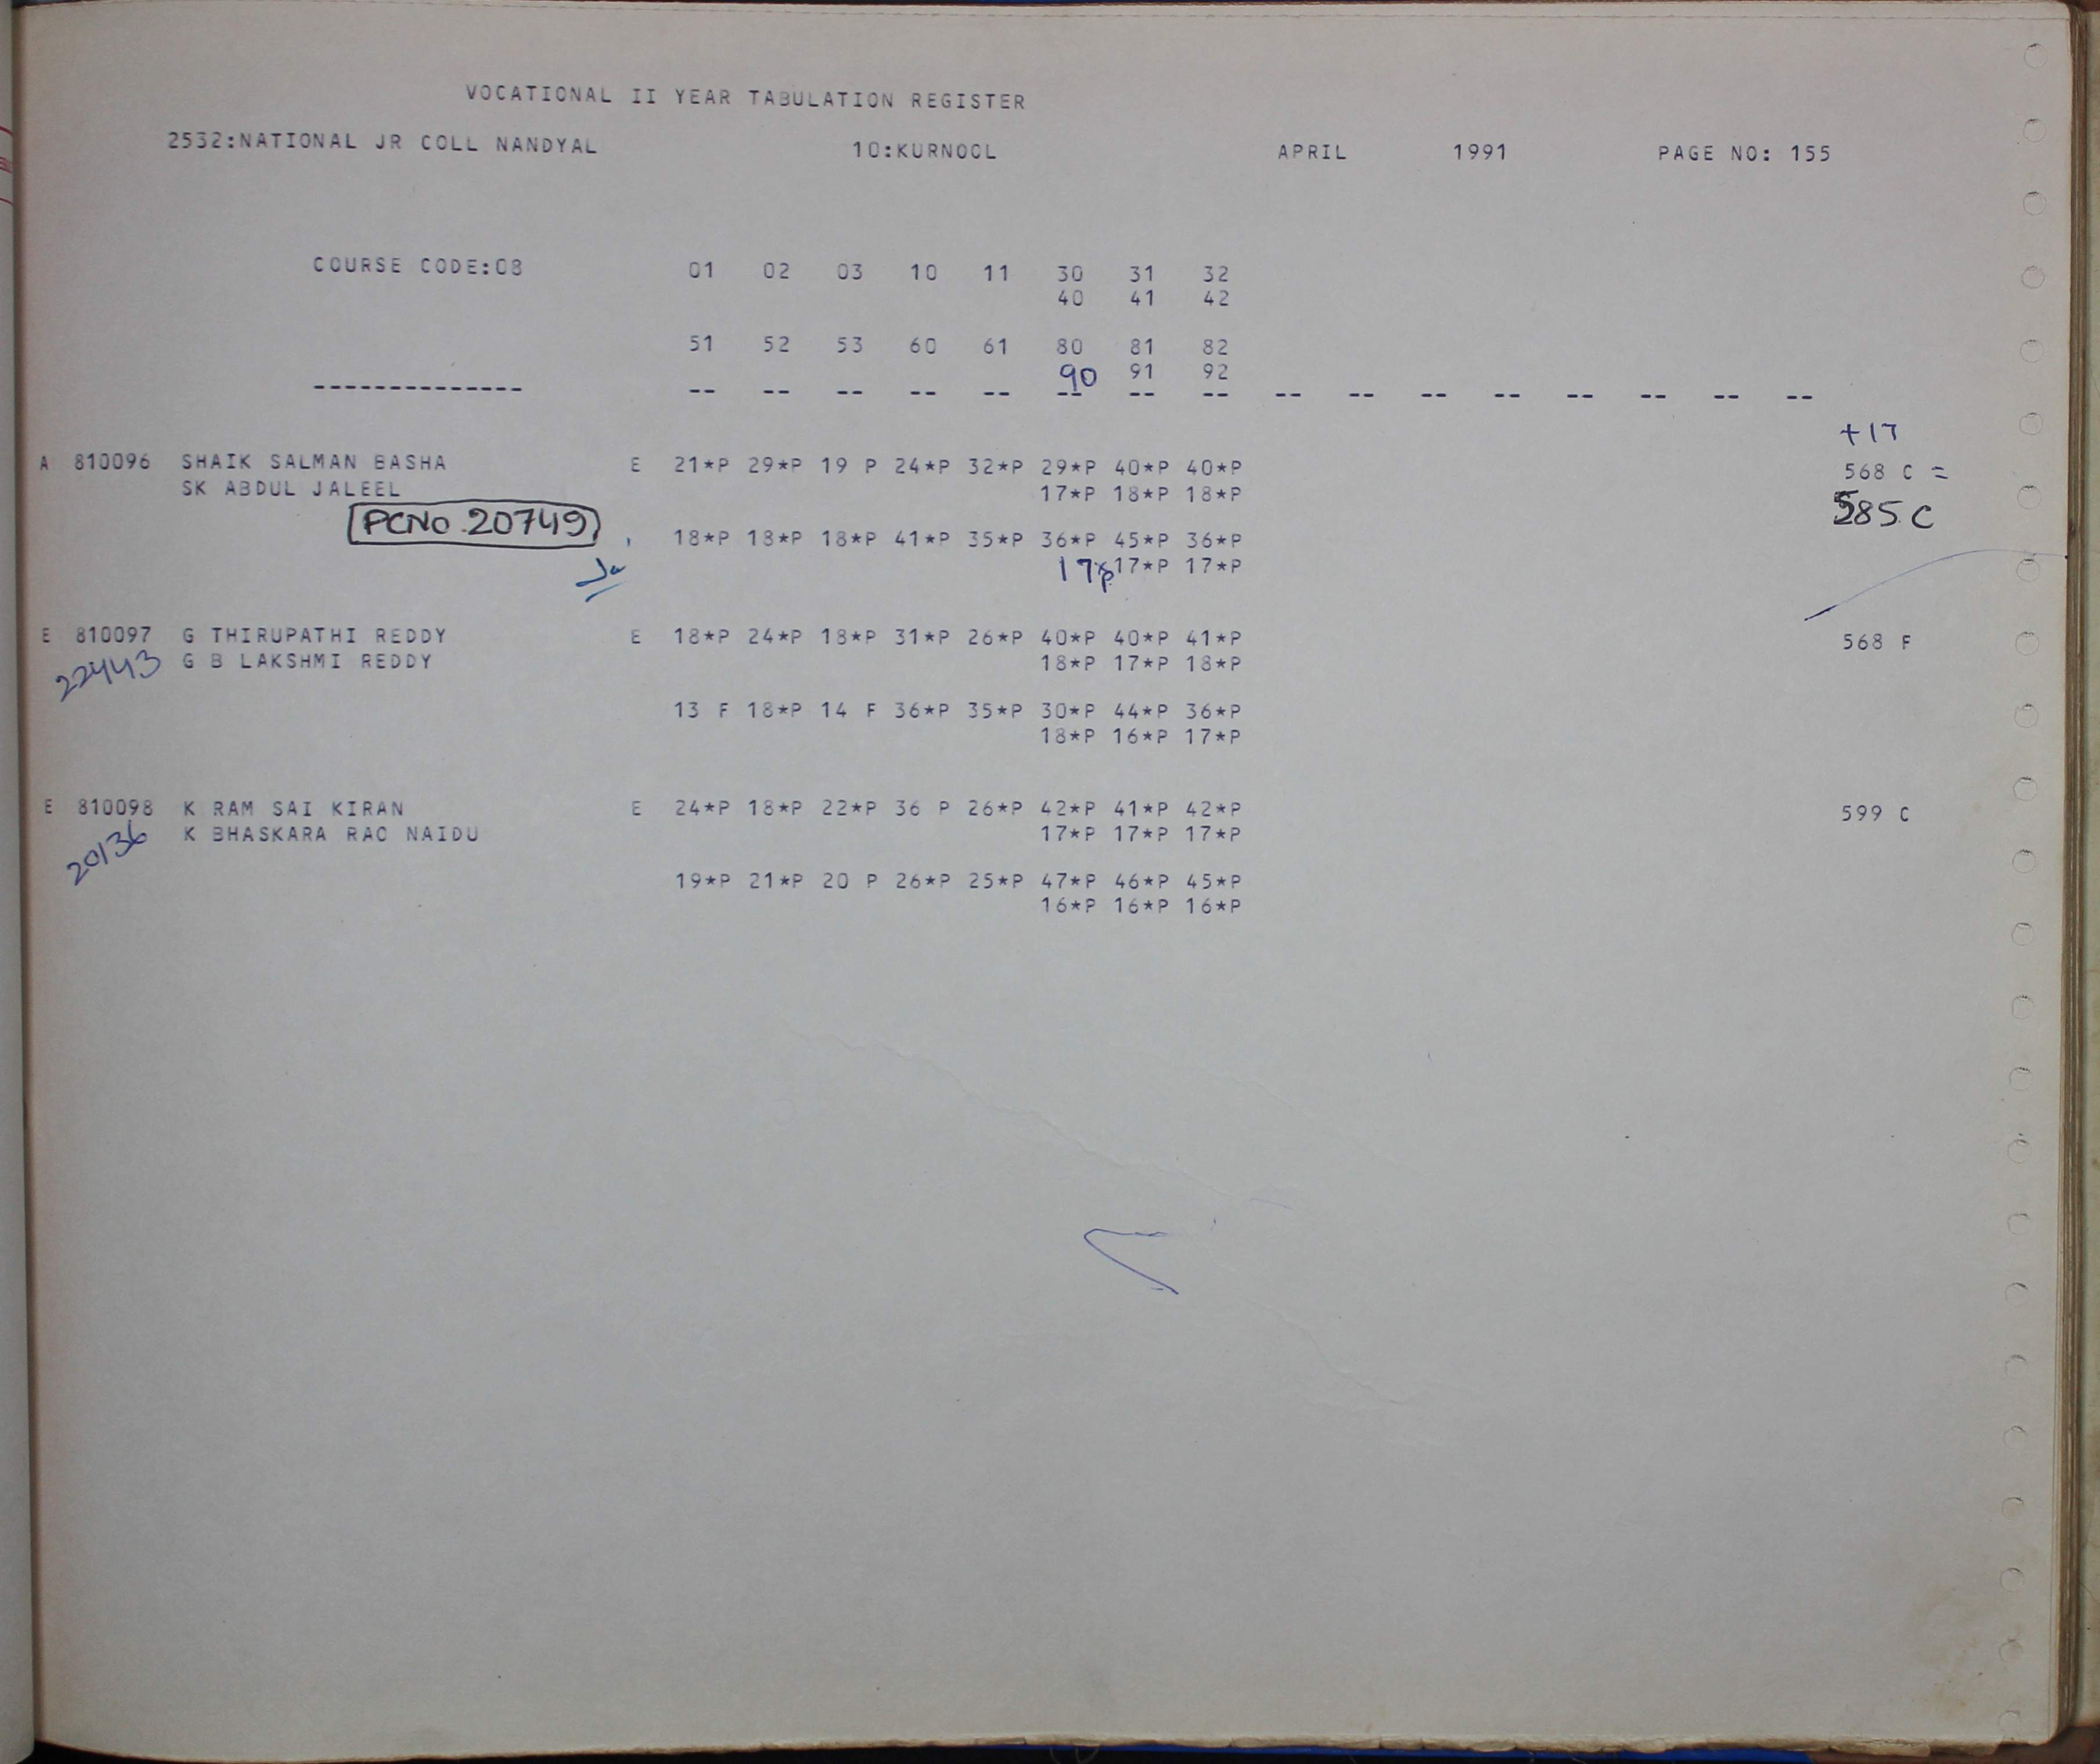 VOCATIONAL II YEAR TABULATION REGISTER
2532:NATIONAL JR COLL NANDYAL 10:KURNOOL APRIL 1991 PAGE NO: 155
COURSE CODE:08 01 02 03 10 11 30 31 32
40 41 42
51 52 53 60 61 80 81 82
90 91 92
-------------- -- -- -- -- -- -- -- -- -- -- -- -- -- -- -- --
+17
A 810096 SHAIK SALMAN BASHA E 21*P 29*P 19 P 24*P 32*P 29*P 40*P 40*P 568 C =
SK ABDUL JALEEL 17*P 18*P 18*P 585 C
PCNo. 20749 18*P 18*P 18*P 41*P 35*P 36*P 45*P 36*P
17*P 17*P 17*P
E 810097 G THIRUPATHI REDDY E 18*P 24*P 18*P 31*P 26*P 40*P 40*P 41*P 568 F
22443 G B LAKSHMI REDDY 18*P 17*P 18*P
13 F 18*P 14 F 36*P 35*P 30*P 44*P 36*P
18*P 16*P 17*P
E 810098 K RAM SAI KIRAN E 24*P 18*P 22*P 36 P 26*P 42*P 41*P 42*P 599 C
20136 K BHASKARA RAO NAIDU 17*P 17*P 17*P
19*P 21*P 20 P 26*P 25*P 47*P 46*P 45*P
16*P 16*P 16*P